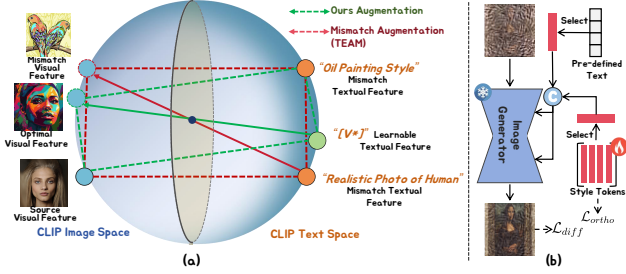 Ours Augmentation
Mismatch Augmentation
(TEAM)
Mismatch
Visual
Feature
"Oil Painting Style"
Mismatch
Textual Feature
Optimal
Visual Feature
"[V*]" Learnable
Textual Feature
Source
Visual Feature
"Realistic Photo of Human"
Mismatch Textual
Feature
CLIP Image Space
CLIP Text Space
(a)
Select
Pre-defined
Text
C
Image
Generator
Select
Style Tokens
ℒortho
ℒdiff
(b)